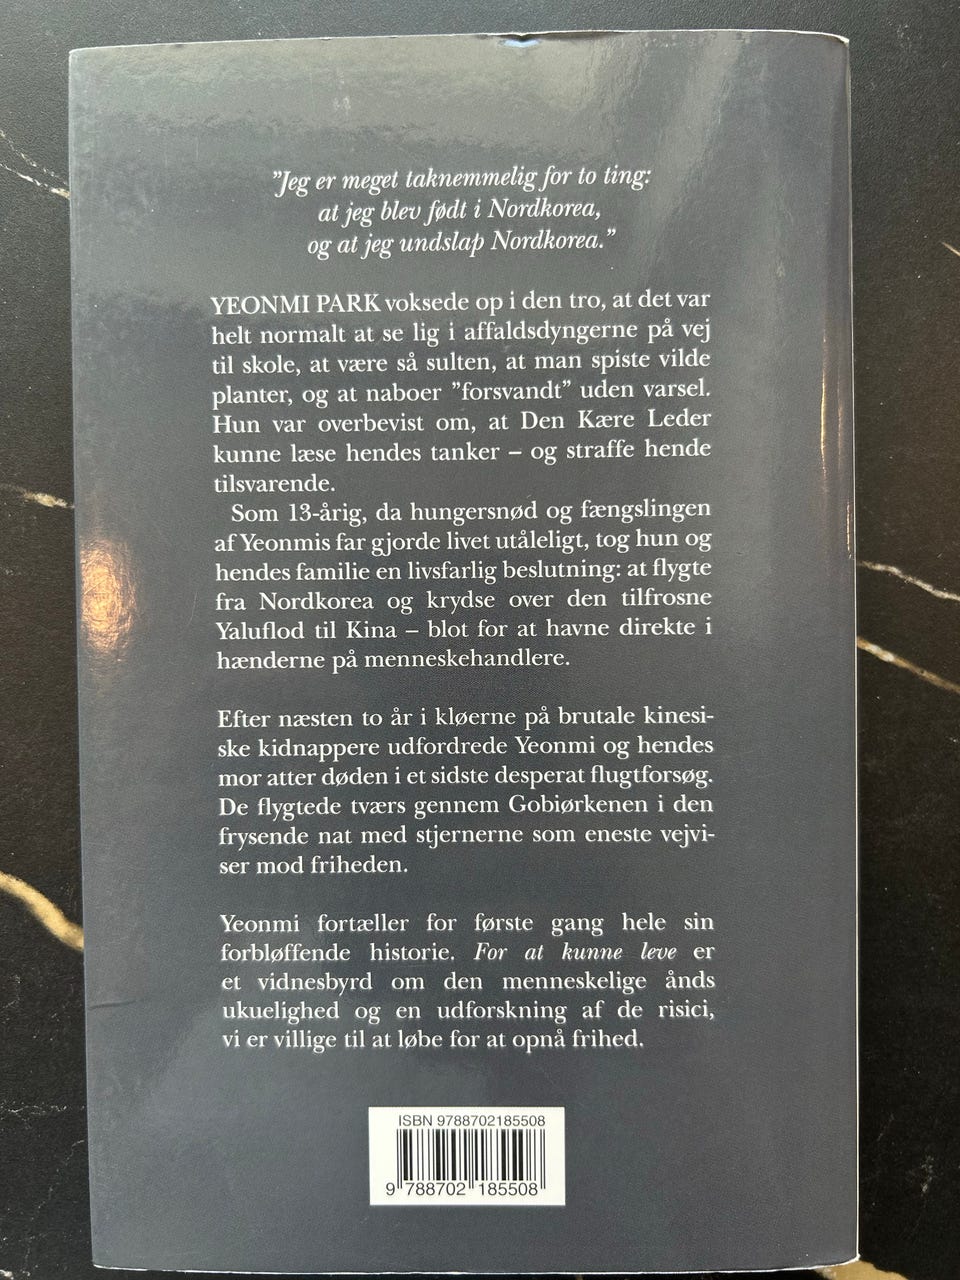 ”Jeg er meget taknemmelig for to ting:
at jeg blev født i Nordkorea,
og at jeg undslap Nordkorea.”
YEONMI PARK voksede op i den tro, at det var
helt normalt at se lig i affaldsdyngerne på vej
til skole, at være så sulten, at man spiste vilde
planter, og at naboer ”forsvandt” uden varsel.
Hun var overbevist om, at Den Kære Leder
kunne læse hendes tanker – og straffe hende
tilsvarende.
Som 13-årig, da hungersnød og fængslingen
af Yeonmis far gjorde livet utåleligt, tog hun og
hendes familie en livsfarlig beslutning: at flygte
fra Nordkorea og krydse over den tilfrosne
Yaluflod til Kina – blot for at havne direkte i
hænderne på menneskehandlere.
Efter næsten to år i kløerne på brutale kinesi-
ske kidnappere udfordrede Yeonmi og hendes
mor atter døden i et sidste desperat flugtforsøg.
De flygtede tværs gennem Gobiørkenen i den
frysende nat med stjernerne som eneste vejvi-
ser mod friheden.
Yeonmi fortæller for første gang hele sin
forbløffende historie. For at kunne leve er
et vidnesbyrd om den menneskelige ånds
ukuelighed og en udforskning af de risici,
vi er villige til at løbe for at opnå frihed.
ISBN 9788702185508
9 788702 185508